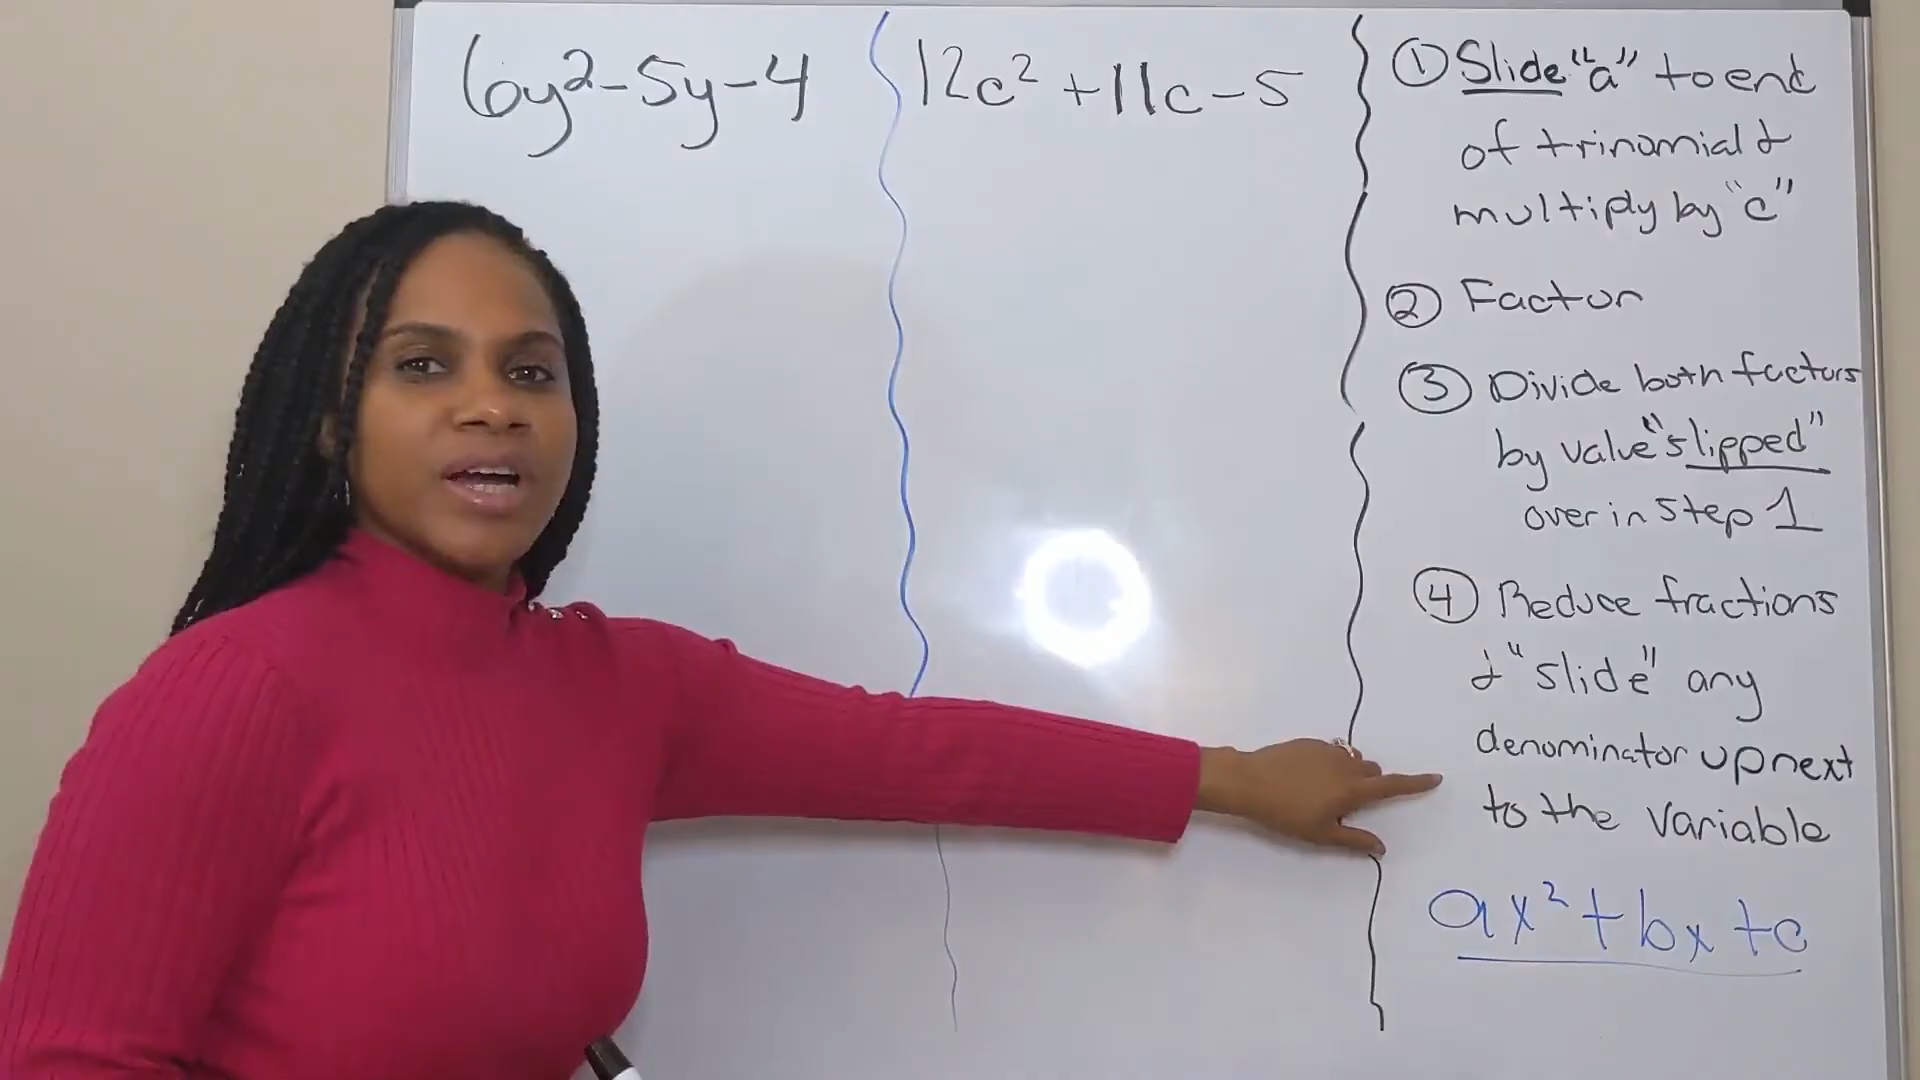 6y²-5y-4
12c²+11c-5
① Slide "a" to end
of trinomial &
multiply by "c"
② Factor
③ Divide both factors
by value "slipped"
over in step 1
④ Reduce fractions
& "slide" any
denominator up next
to the variable
ax²+bx+c